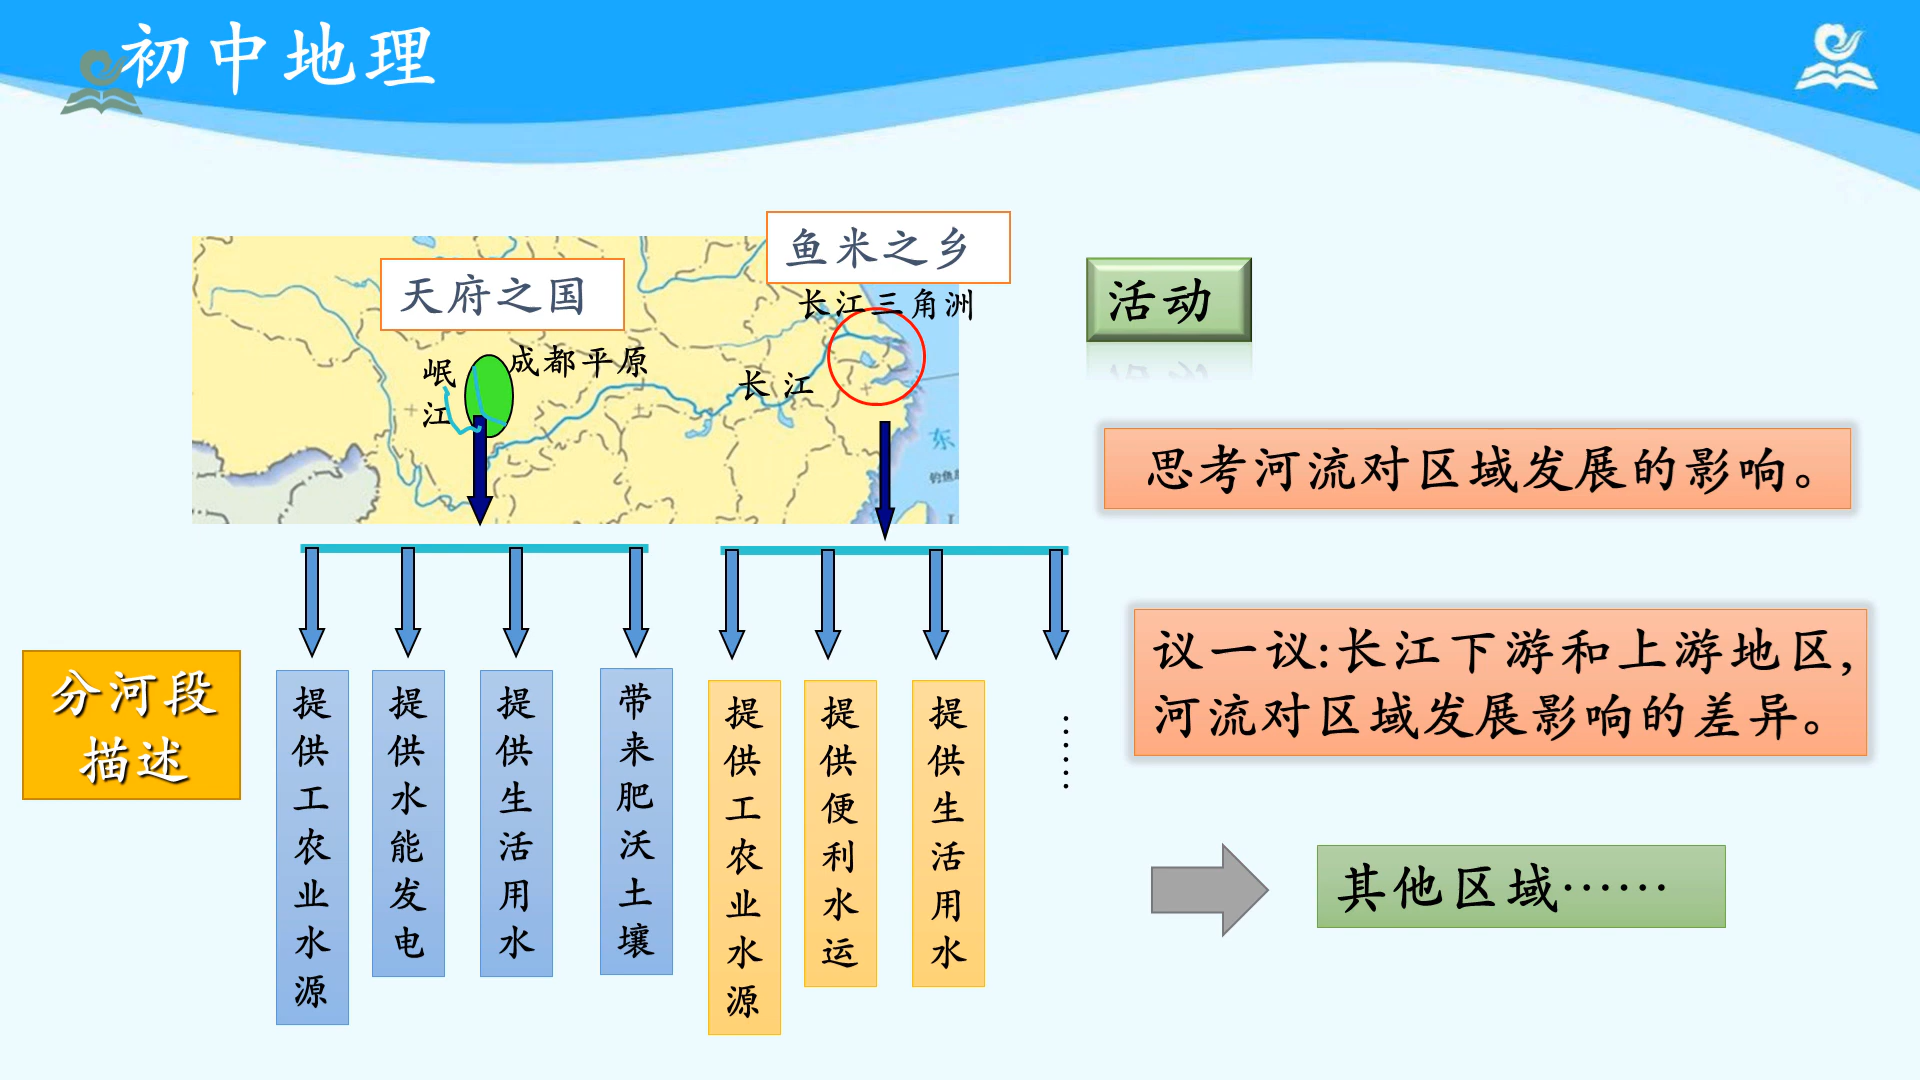 初中地理
鱼米之乡
天府之国
长江三角洲
岷江
成都平原
长江
东
活动
思考河流对区域发展的影响。
议一议:长江下游和上游地区,
河流对区域发展影响的差异。
分河段
描述
提供工农业水源
提供水能发电
提供生活用水
带来肥沃土壤
提供工农业水源
提供便利水运
提供生活用水
……
其他区域……